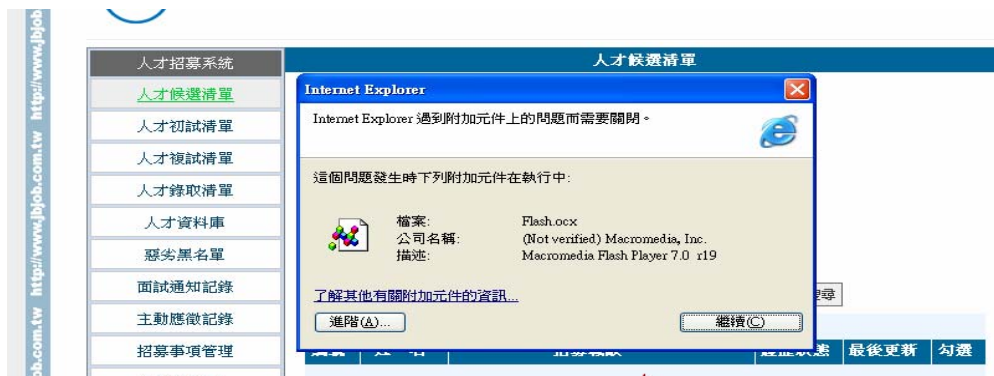 http://www.jbjob.com.tw http://www.jbjob
人才招募系統
人才候選清單
人才初試清單
人才複試清單
人才錄取清單
人才資料庫
惡劣黑名單
面試通知記錄
主動應徵記錄
招募事項管理
人才候選清單
Internet Explorer
Internet Explorer 遇到附加元件上的問題而需要關閉。
這個問題發生時下列附加元件在執行中:
檔案: Flash.ocx
公司名稱: (Not verified) Macromedia, Inc.
描述: Macromedia Flash Player 7.0 r19
了解其他有關附加元件的資訊...
進階(A)... 繼續(C)
尋
最後更新 勾選